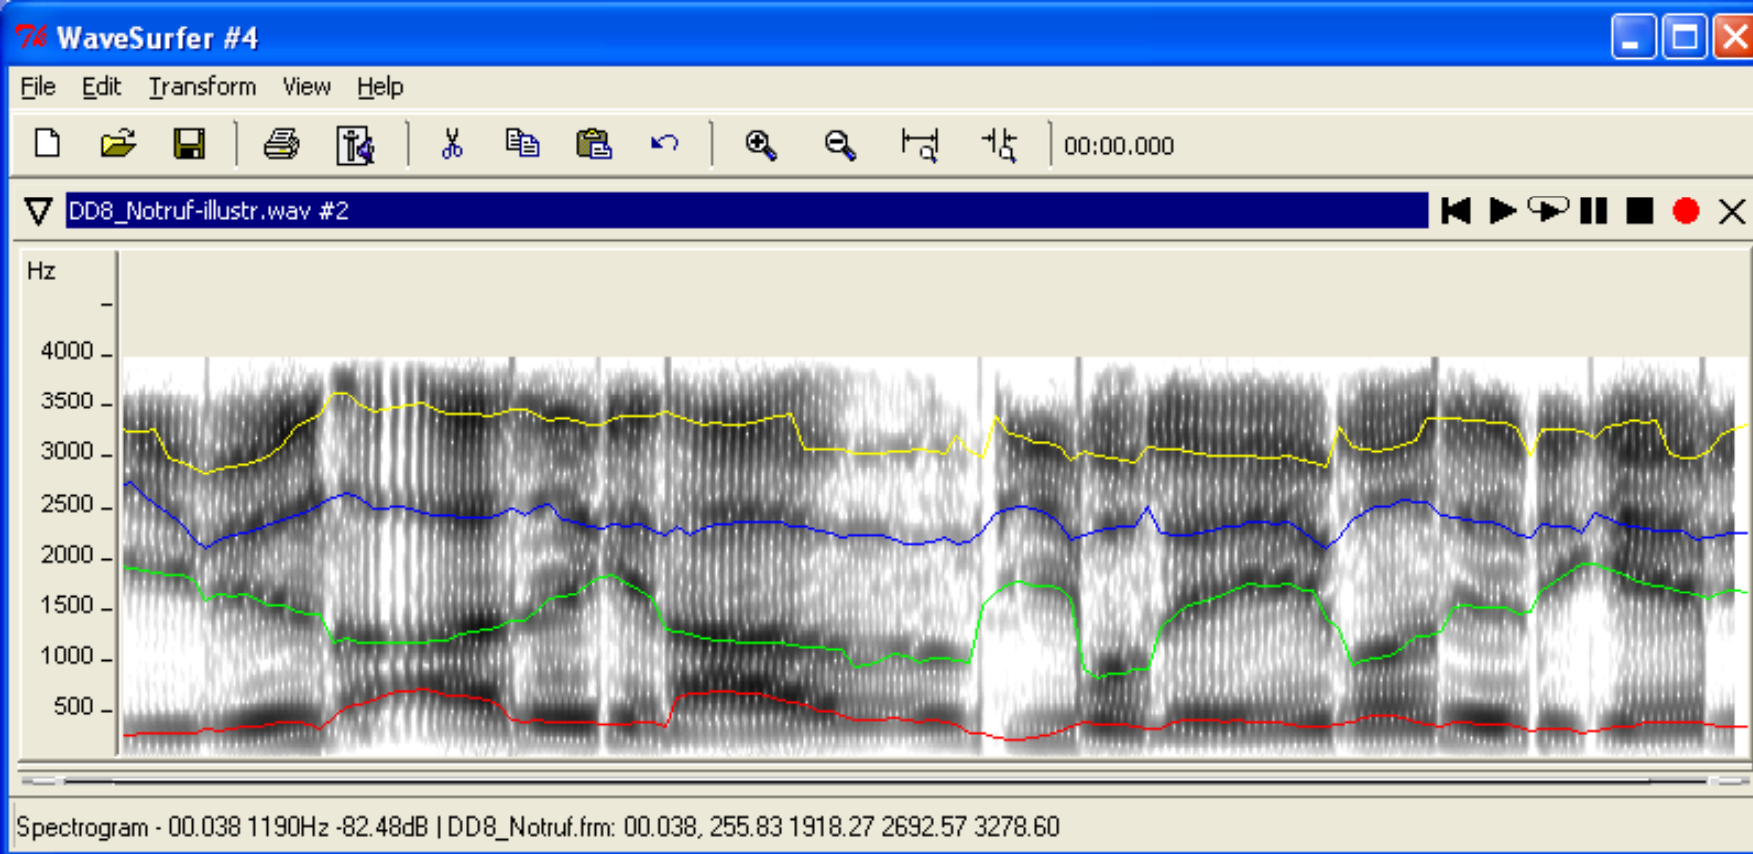 WaveSurfer #4
File Edit Transform View Help
00:00.000
DD8_Notruf-illustr.wav #2
Hz
4000
3500
3000
2500
2000
1500
1000
500
Spectrogram - 00.038 1190Hz -82.48dB | DD8_Notruf.frm: 00.038, 255.83 1918.27 2692.57 3278.60